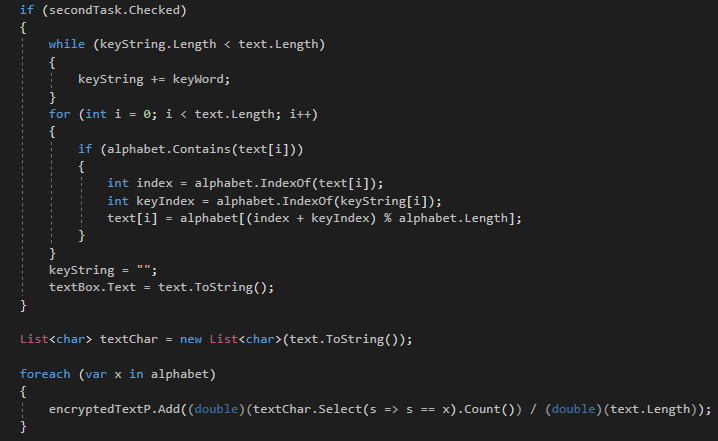 if (secondTask.Checked)
{
    while (keyString.Length < text.Length)
    {
        keyString += keyWord;
    }
    for (int i = 0; i < text.Length; i++)
    {
        if (alphabet.Contains(text[i]))
        {
            int index = alphabet.IndexOf(text[i]);
            int keyIndex = alphabet.IndexOf(keyString[i]);
            text[i] = alphabet[(index + keyIndex) % alphabet.Length];
        }
    }
    keyString = "";
    textBox.Text = text.ToString();
}

List<char> textChar = new List<char>(text.ToString());

foreach (var x in alphabet)
{
    encryptedTextP.Add((double)(textChar.Select(s => s == x).Count()) / (double)(text.Length));
}